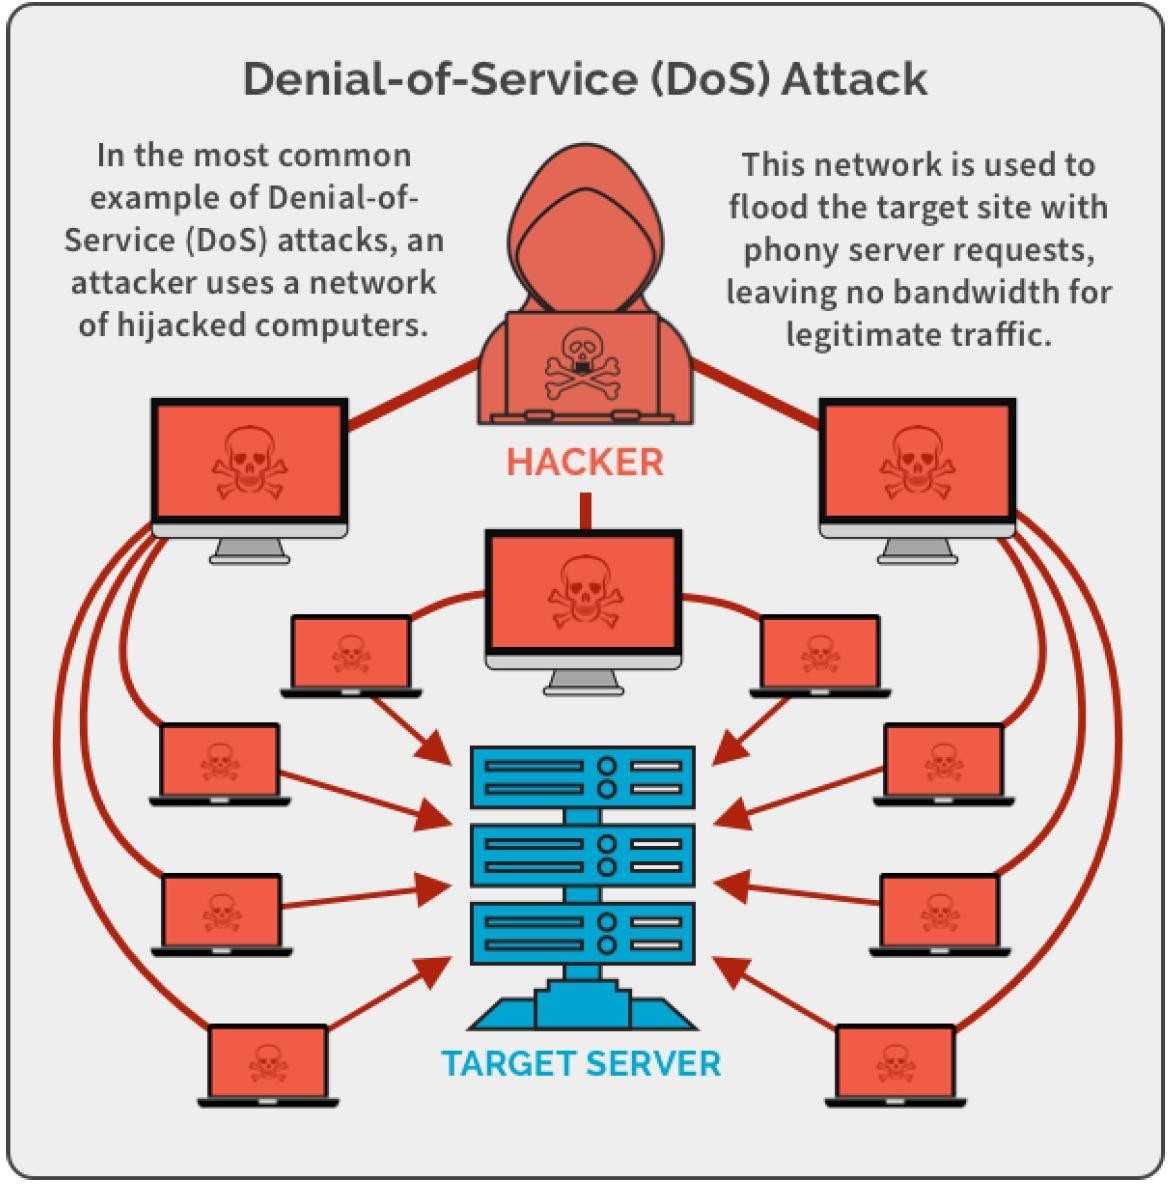 Denial-of-Service (DoS) Attack
In the most common
example of Denial-of-
Service (DoS) attacks, an
attacker uses a network
of hijacked computers.
This network is used to
flood the target site with
phony server requests,
leaving no bandwidth for
legitimate traffic.
HACKER
TARGET SERVER